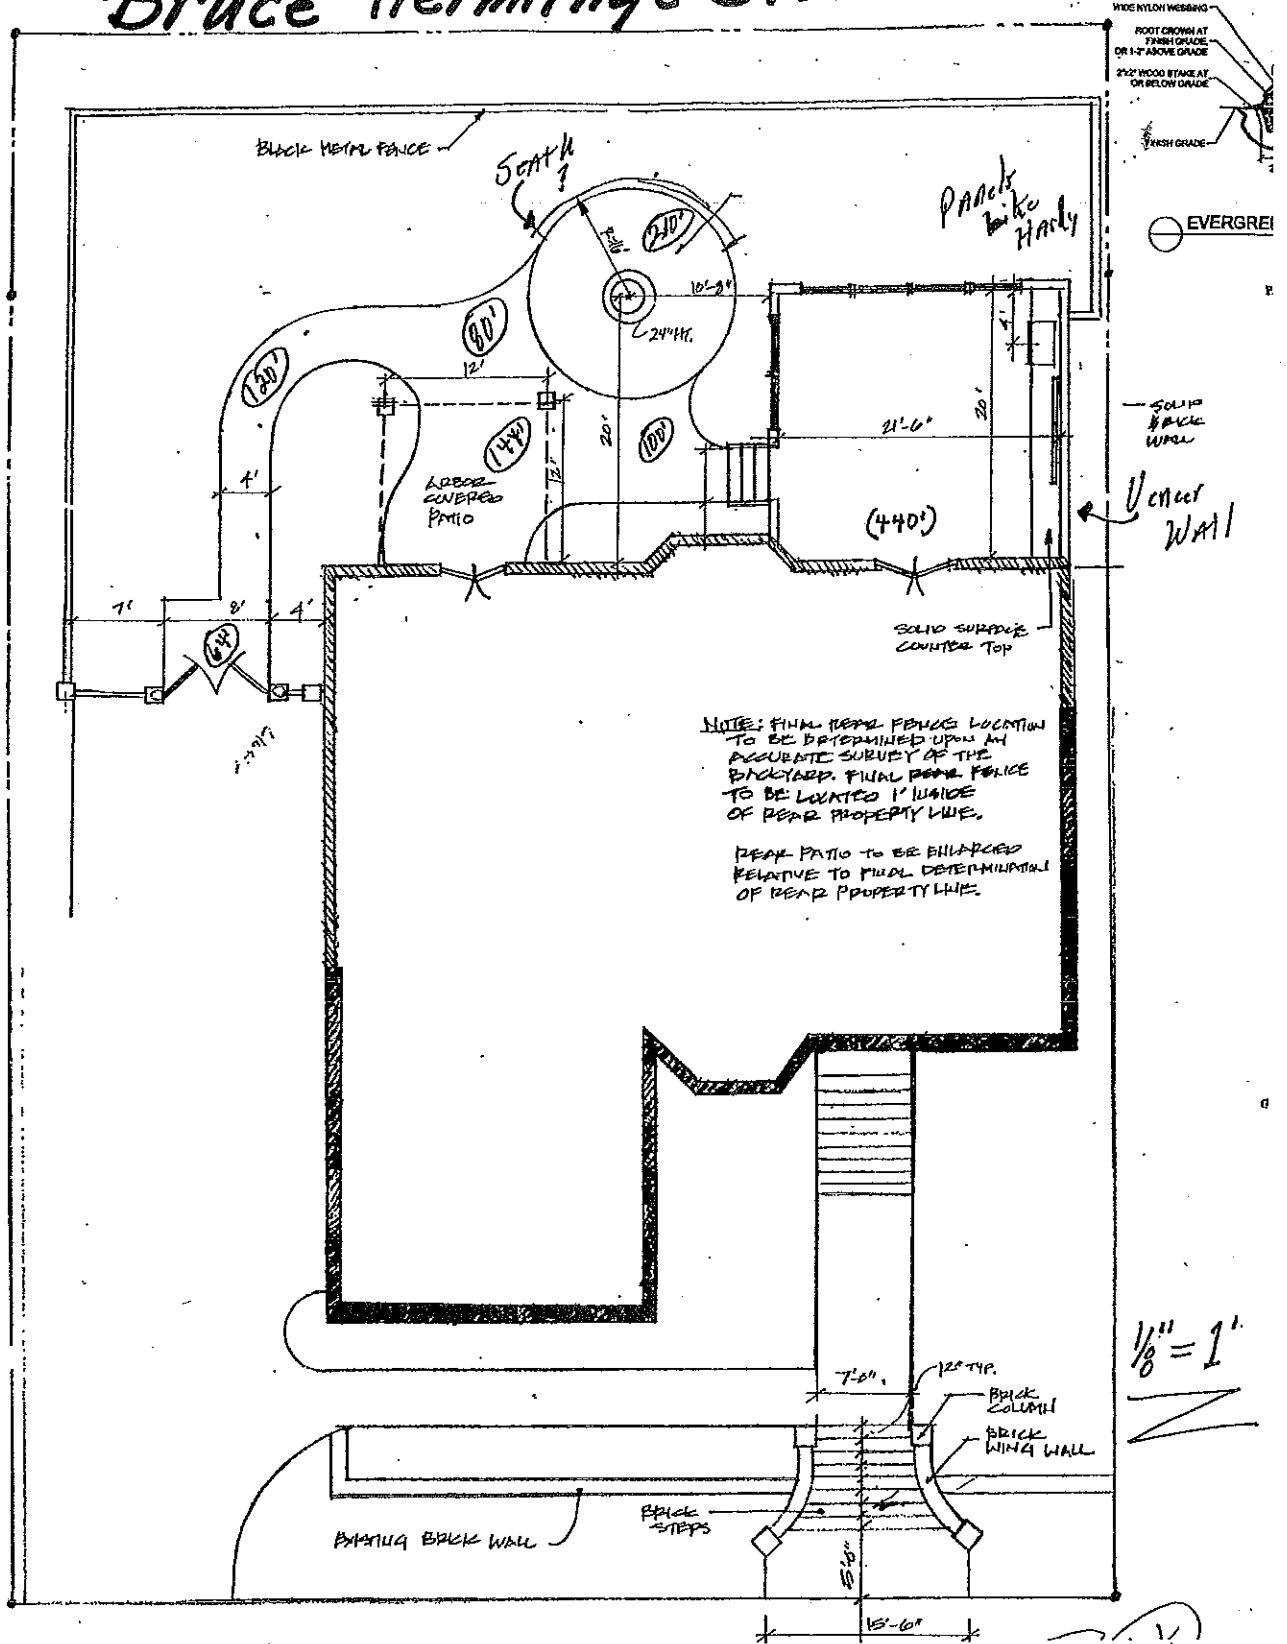 Bruce
WIDE NYLON WEBBING
ROOT CROWN AT
FINISH GRADE,
OR 1-2" ABOVE GRADE
2"X2" WOOD STAKE AT
OR BELOW GRADE
FINISH GRADE
BLACK METAL FENCE
Panels
Hardy
EVERGREE
210'
10'-8"
24" HT.
80'
12'
120'
144'
12'
20'
100'
4'
20'
21'-6"
SOLID
BRICK
WALL
ARBOR
COVERED
PATIO
4'
(440')
Veneer
Wall
7'
8'
4'
64'
SOLID SURFACE
COUNTER TOP
NOTE: FINAL REAR FENCE LOCATION
TO BE DETERMINED UPON AN
ACCURATE SURVEY OF THE
BACKYARD. FINAL REAR FENCE
TO BE LOCATED 1' INSIDE
OF REAR PROPERTY LINE.
REAR PATIO TO BE ENLARGED
RELATIVE TO FINAL DETERMINATION
OF REAR PROPERTY LINE.
1/8" = 1'
7'-0"
12" TYP.
BRICK
COLUMN
BRICK
WING WALL
BRICK
STEPS
EXISTING BRICK WALL
15'-6"